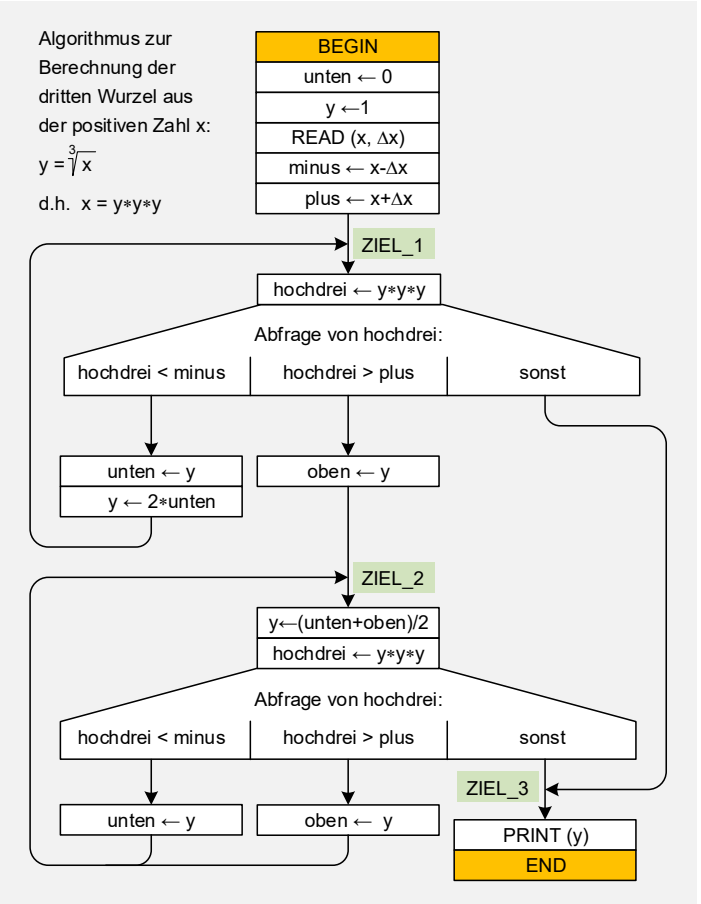 Algorithmus zur
Berechnung der
dritten Wurzel aus
der positiven Zahl x:
y = ∛x
d.h. x = y∗y∗y
BEGIN
unten ← 0
y ←1
READ (x, Δx)
minus ← x-Δx
plus ← x+Δx
ZIEL_1
hochdrei ← y∗y∗y
Abfrage von hochdrei:
hochdrei < minus
hochdrei > plus
sonst
unten ← y
y ← 2∗unten
oben ← y
ZIEL_2
y←(unten+oben)/2
hochdrei ← y∗y∗y
Abfrage von hochdrei:
hochdrei < minus
hochdrei > plus
sonst
ZIEL_3
unten ← y
oben ← y
PRINT (y)
END